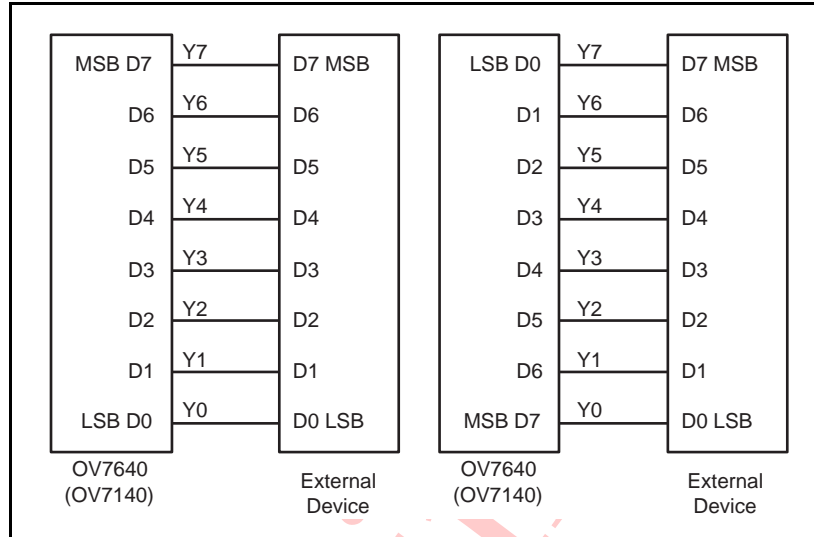 MSB D7 Y7 D7 MSB
D6 Y6 D6
D5 Y5 D5
D4 Y4 D4
D3 Y3 D3
D2 Y2 D2
D1 Y1 D1
LSB D0 Y0 D0 LSB
OV7640
(OV7140)
External
Device
LSB D0 Y7 D7 MSB
D1 Y6 D6
D2 Y5 D5
D3 Y4 D4
D4 Y3 D3
D5 Y2 D2
D6 Y1 D1
MSB D7 Y0 D0 LSB
OV7640
(OV7140)
External
Device